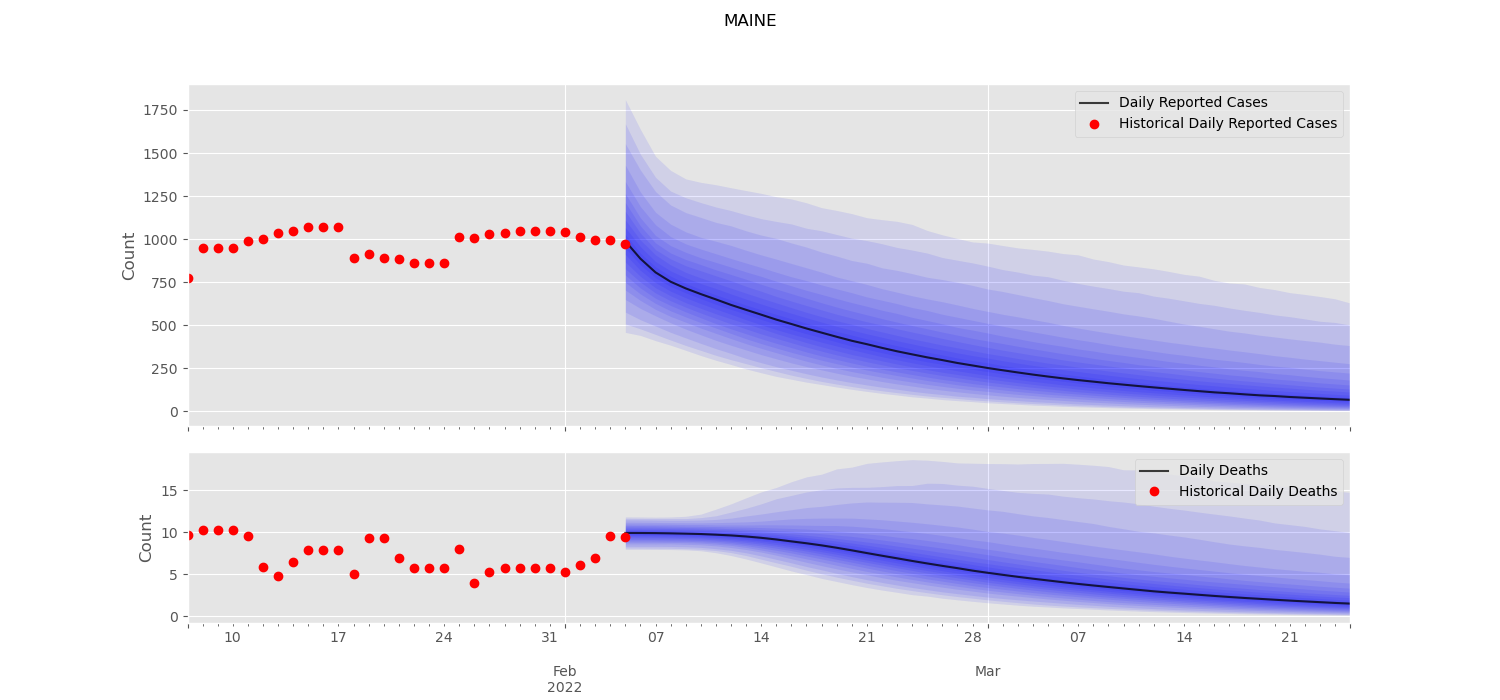 MAINE
1750
1500
1250
1000
750
500
250
0
Count
Daily Reported Cases
Historical Daily Reported Cases
15
10
5
0
Count
Daily Deaths
Historical Daily Deaths
10 17 24 31 07 14 21 28 07 14 21
Feb Mar
2022